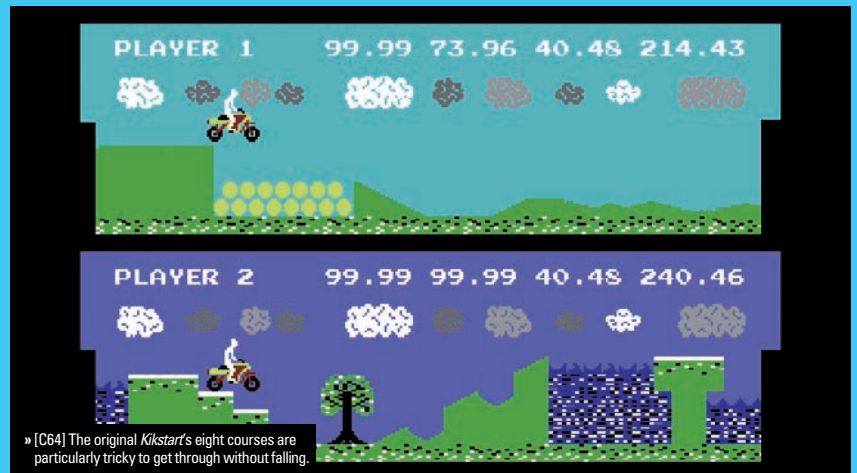 PLAYER 1 99.99 73.96 40.48 214.43
PLAYER 2 99.99 99.99 40.48 240.46
» [C64] The original Kikstart's eight courses are
particularly tricky to get through without falling.